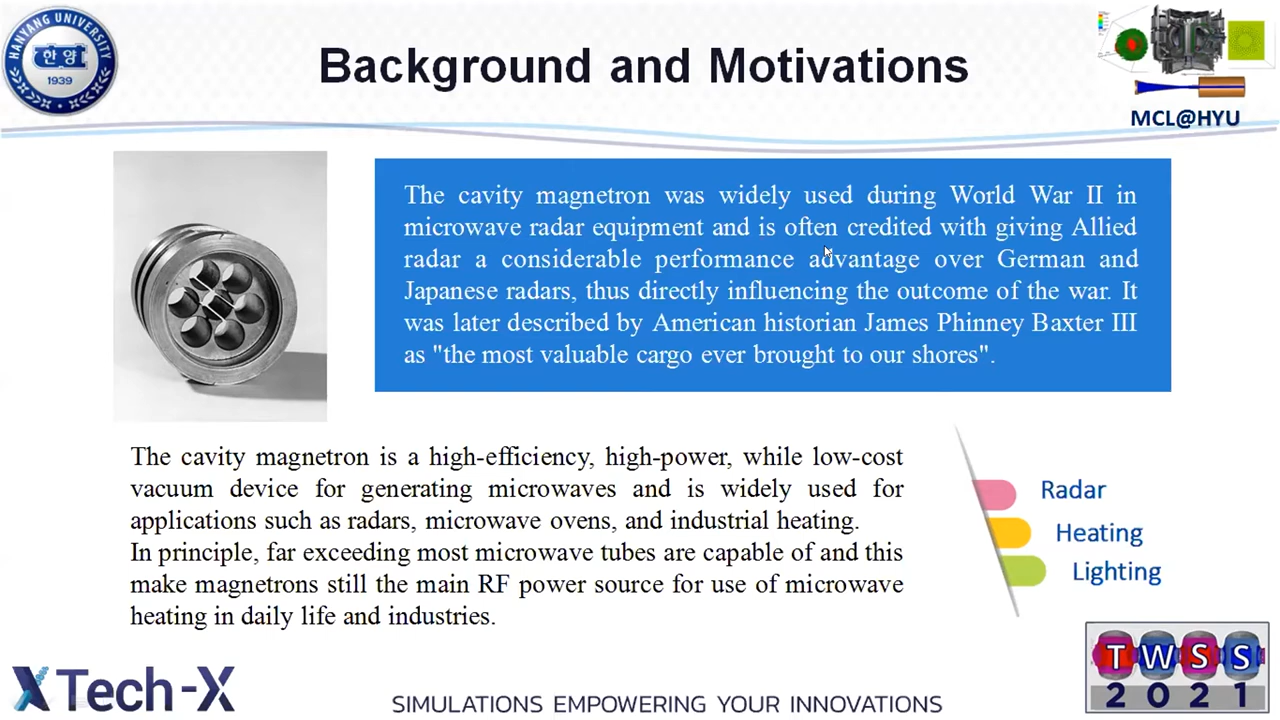 HANYANG UNIVERSITY
한양
1939
Background and Motivations
MCL@HYU
The cavity magnetron was widely used during World War II in
microwave radar equipment and is often credited with giving Allied
radar a considerable performance advantage over German and
Japanese radars, thus directly influencing the outcome of the war. It
was later described by American historian James Phinney Baxter III
as "the most valuable cargo ever brought to our shores".
The cavity magnetron is a high-efficiency, high-power, while low-cost
vacuum device for generating microwaves and is widely used for
applications such as radars, microwave ovens, and industrial heating.
In principle, far exceeding most microwave tubes are capable of and this
make magnetrons still the main RF power source for use of microwave
heating in daily life and industries.
Radar
Heating
Lighting
Tech-X
SIMULATIONS EMPOWERING YOUR INNOVATIONS
TWSS
2021